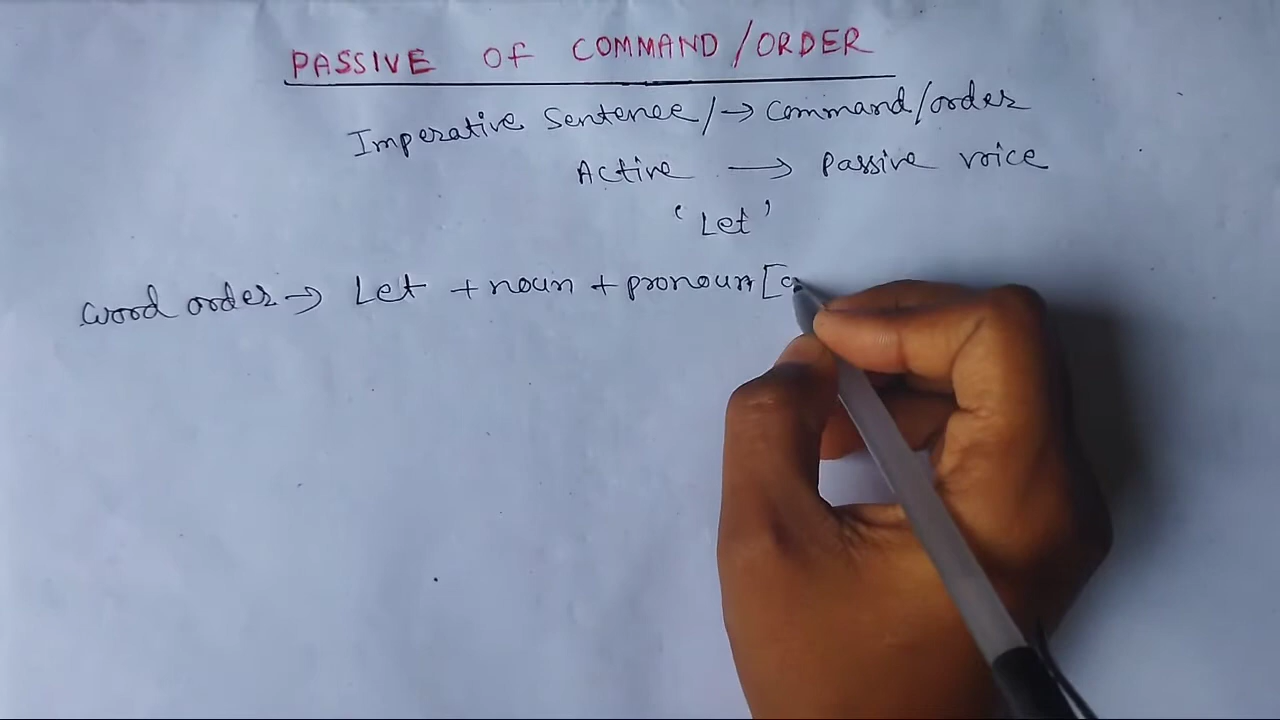 PASSIVE OF COMMAND/ORDER
Imperative Sentence/→ Command/order
Active → Passive voice
'Let'
word order → Let + noun + pronoun [o